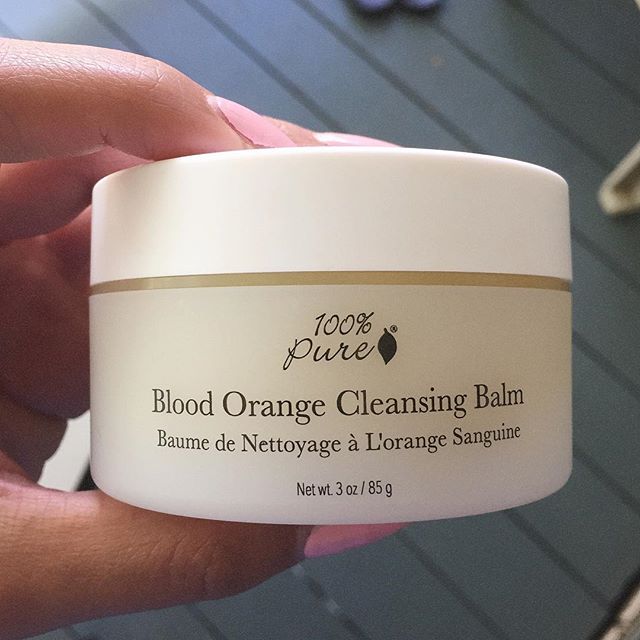 100%
Pure®
Blood Orange Cleansing Balm
Baume de Nettoyage à L'orange Sanguine
Net wt. 3 oz / 85 g